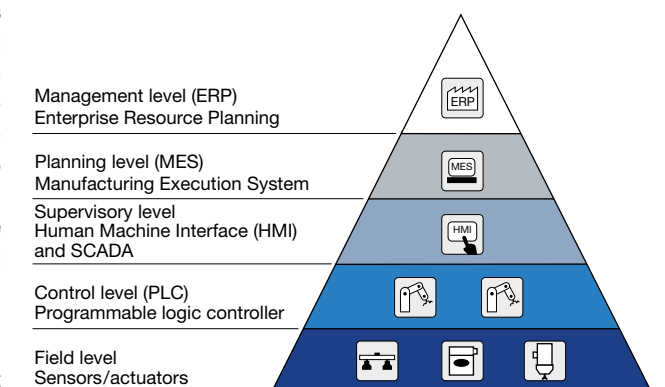 Management level (ERP)
Enterprise Resource Planning
ERP
Planning level (MES)
Manufacturing Execution System
MES
Supervisory level
Human Machine Interface (HMI)
and SCADA
HMI
Control level (PLC)
Programmable logic controller
Field level
Sensors/actuators